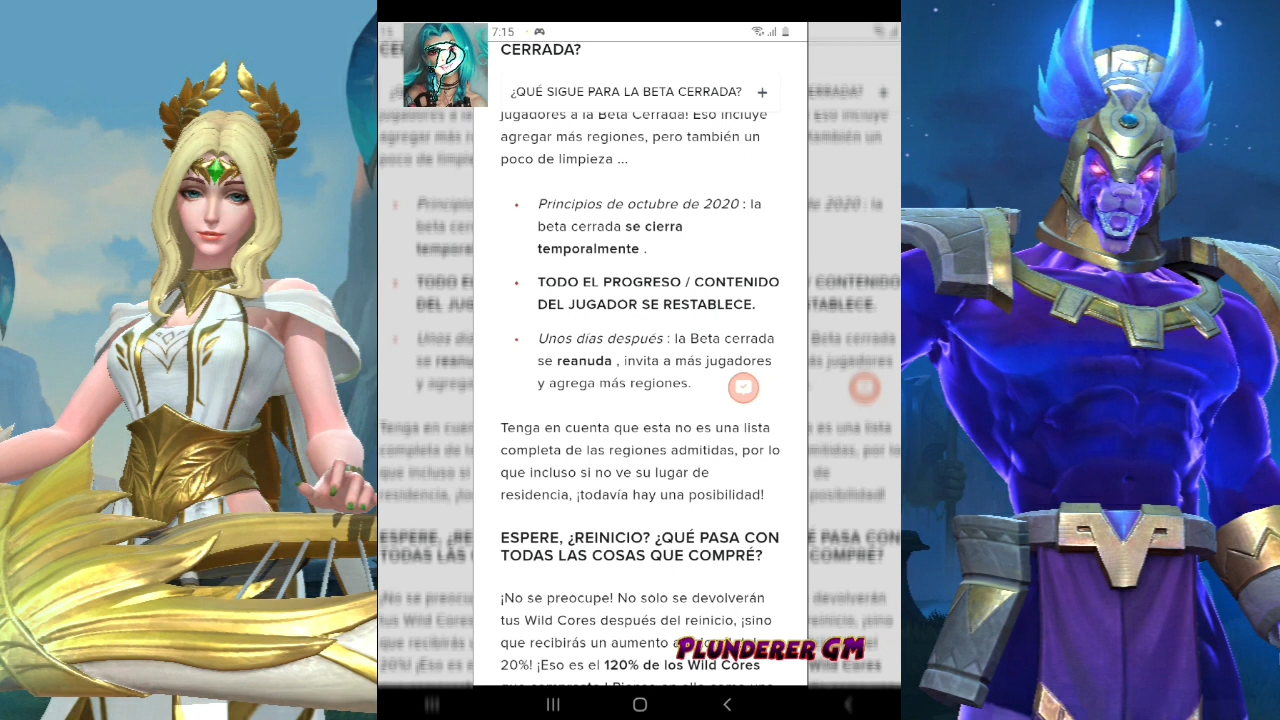 7:15
CERRADA?
¿QUÉ SIGUE PARA LA BETA CERRADA? +
jugadores a la Beta Cerrada! Eso incluye
agregar más regiones, pero también un
poco de limpieza ...
• Principios de octubre de 2020 : la
beta cerrada se cierra
temporalmente .
• TODO EL PROGRESO / CONTENIDO
DEL JUGADOR SE RESTABLECE.
• Unos días después : la Beta cerrada
se reanuda , invita a más jugadores
y agrega más regiones.
Tenga en cuenta que esta no es una lista
completa de las regiones admitidas, por lo
que incluso si no ve su lugar de
residencia, ¡todavía hay una posibilidad!
ESPERE, ¿REINICIO? ¿QUÉ PASA CON
TODAS LAS COSAS QUE COMPRÉ?
¡No se preocupe! No solo se devolverán
tus Wild Cores después del reinicio, ¡sino
que recibirás un aumento
20%! ¡Eso es el 120% de los Wild Cores
PLUNDERER GM